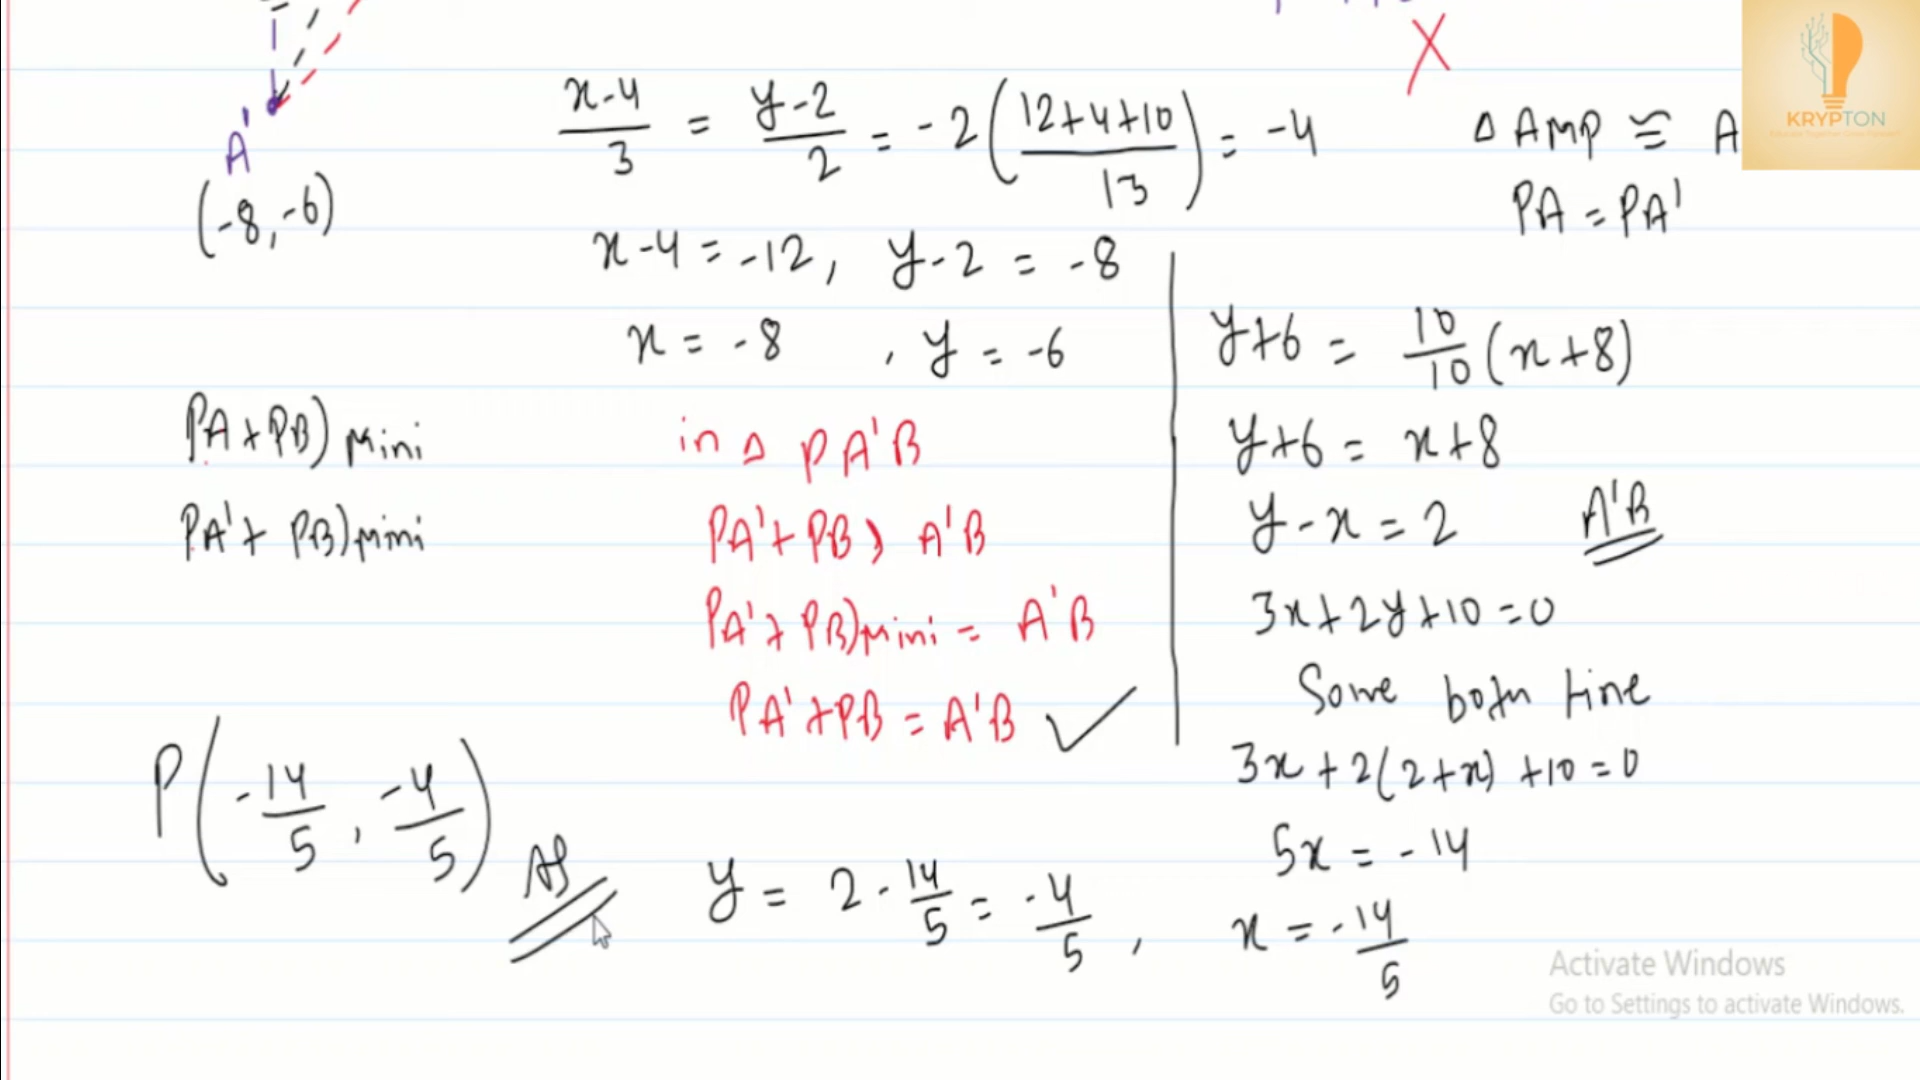 KRYPTON
A'
(-8, -6)
x-4/3 = y-2/2 = -2(12+4+10/13) = -4
x-4 = -12, y-2 = -8
x = -8 , y = -6
Δ AMP ≅ A
PA = PA'
PA+PB) mini
PA'+ PB) mini
in Δ PA'B
PA'+ PB > A'B
PA'+ PB) mini = A'B
PA'+PB = A'B ✓
y+6 = 10/10 (x+8)
y+6 = x+8
y-x = 2 A'B
3x+2y+10=0
Solve both line
3x+2(2+x)+10=0
5x = -14
x = -14/5
y = 2 - 14/5 = -4/5 ,
P(-14/5, -4/5)
Activate Windows
Go to Settings to activate Windows.